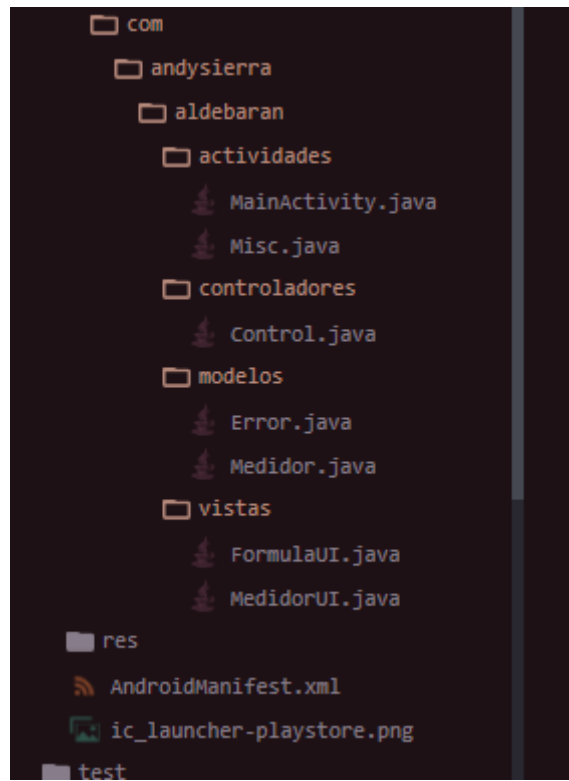 com
andysierra
aldebaran
actividades
MainActivity.java
Misc.java
controladores
Control.java
modelos
Error.java
Medidor.java
vistas
FormulaUI.java
MedidorUI.java
res
AndroidManifest.xml
ic_launcher-playstore.png
test